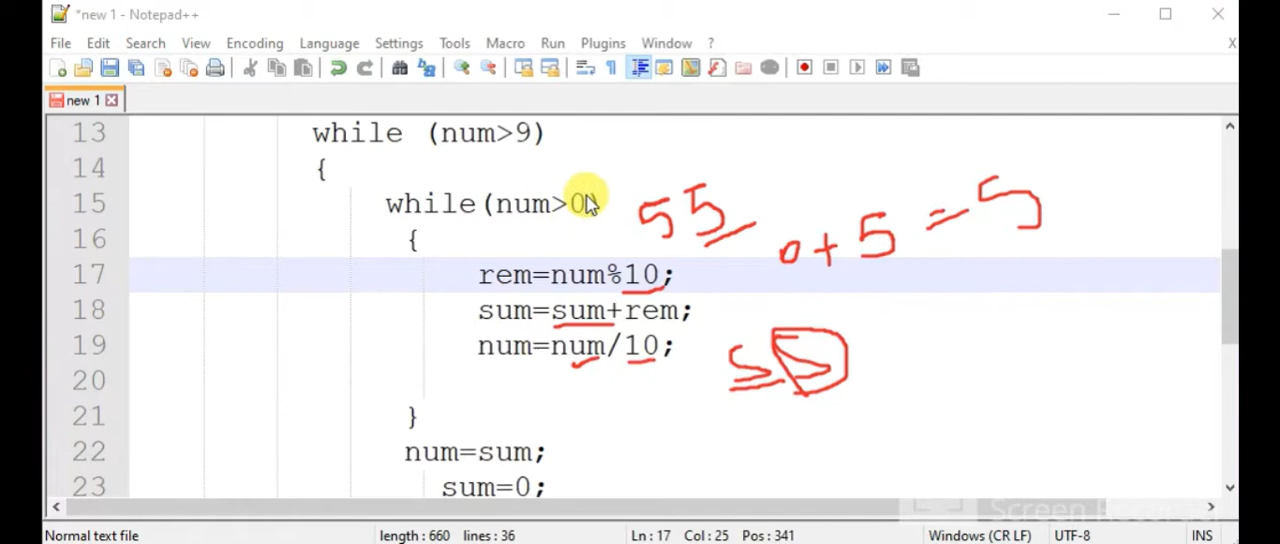 *new 1 - Notepad++
File Edit Search View Encoding Language Settings Tools Macro Run Plugins Window ? X
new 1
13 while (num>9)
14 {
15 while(num>0)
16 {
17 rem=num%10;
18 sum=sum+rem;
19 num=num/10;
20
21 }
22 num=sum;
23 sum=0;
55
0+5=5
55
Normal text file length : 660 lines : 36 Ln : 17 Col : 25 Pos : 341 Windows (CR LF) UTF-8 INS
Screen Recorder